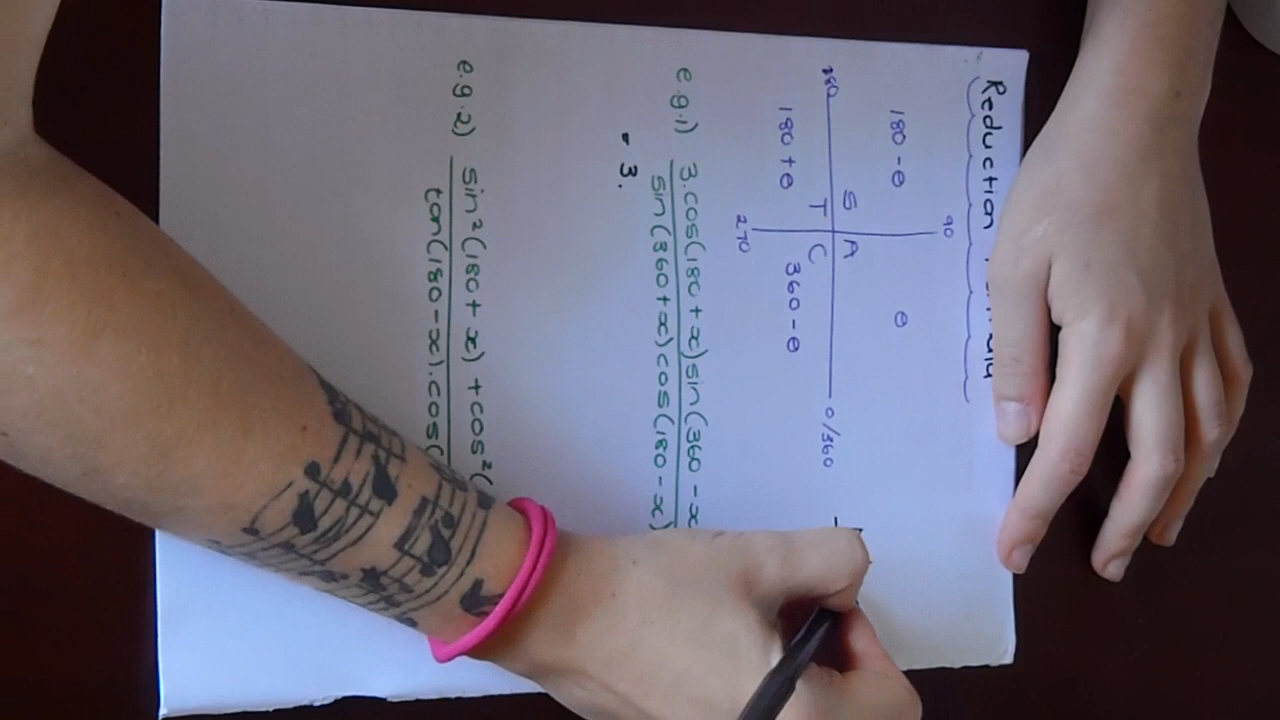 Reduction
90
180 - θ
θ
S A
180
0/360
T C
180 + θ
360 - θ
270
e.g.1) 3.cos(180 + x)sin(360 - x
sin(360 + x)cos(180 - x)
= 3.
e.g.2) sin²(180 + x) + cos²(
tan(180 - x).cos(